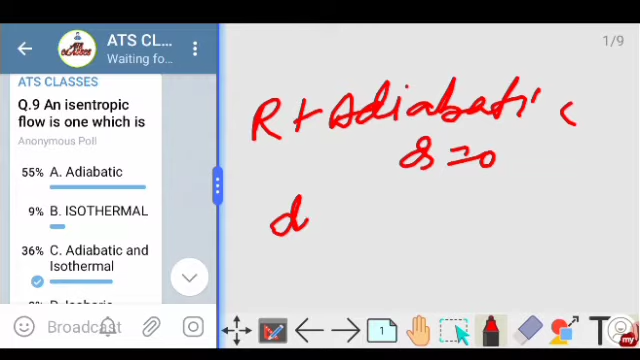 ATS CL...
Waiting fo...
ATS CLASSES
Q.9 An isentropic
flow is one which is
Anonymous Poll
55% A. Adiabatic
9% B. ISOTHERMAL
36% C. Adiabatic and
Isothermal
Broadcast
1/9
R + Adiabatic
= 0
d
1
T
my